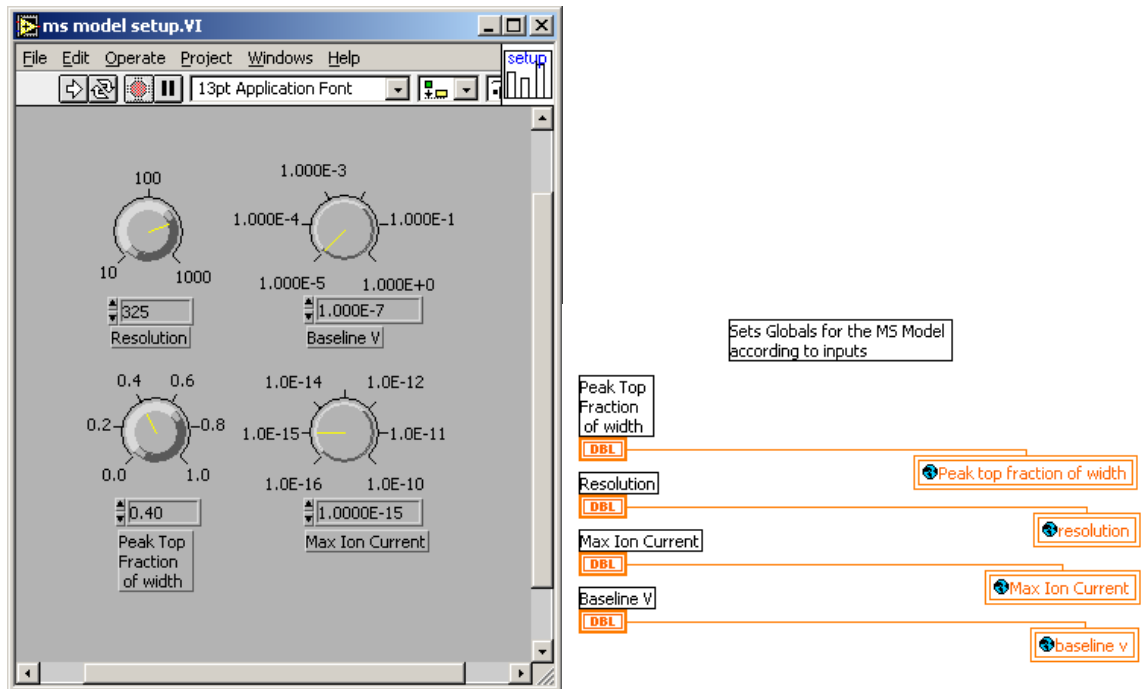 ms model setup.VI
File Edit Operate Project Windows Help
setup
13pt Application Font
100
10
1000
325
Resolution
1.000E-3
1.000E-4
1.000E-1
1.000E-5
1.000E+0
1.000E-7
Baseline V
0.4
0.6
0.2
0.8
0.0
1.0
0.40
Peak Top
Fraction
of width
1.0E-14
1.0E-12
1.0E-15
1.0E-11
1.0E-16
1.0E-10
1.0000E-15
Max Ion Current
Sets Globals for the MS Model
according to inputs
Peak Top
Fraction
of width
DBL
Peak top fraction of width
Resolution
DBL
resolution
Max Ion Current
DBL
Max Ion Current
Baseline V
DBL
baseline v